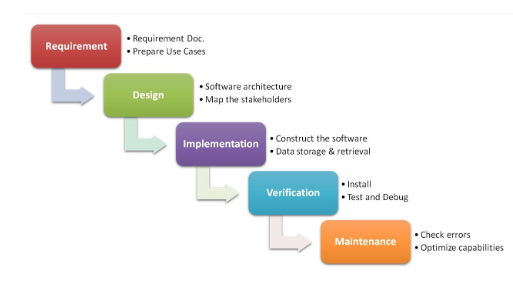 Requirement
• Requirement Doc.
• Prepare Use Cases
Design
• Software architecture
• Map the stakeholders
Implementation
• Construct the software
• Data storage & retrieval
Verification
• Install
• Test and Debug
Maintenance
• Check errors
• Optimize capabilities